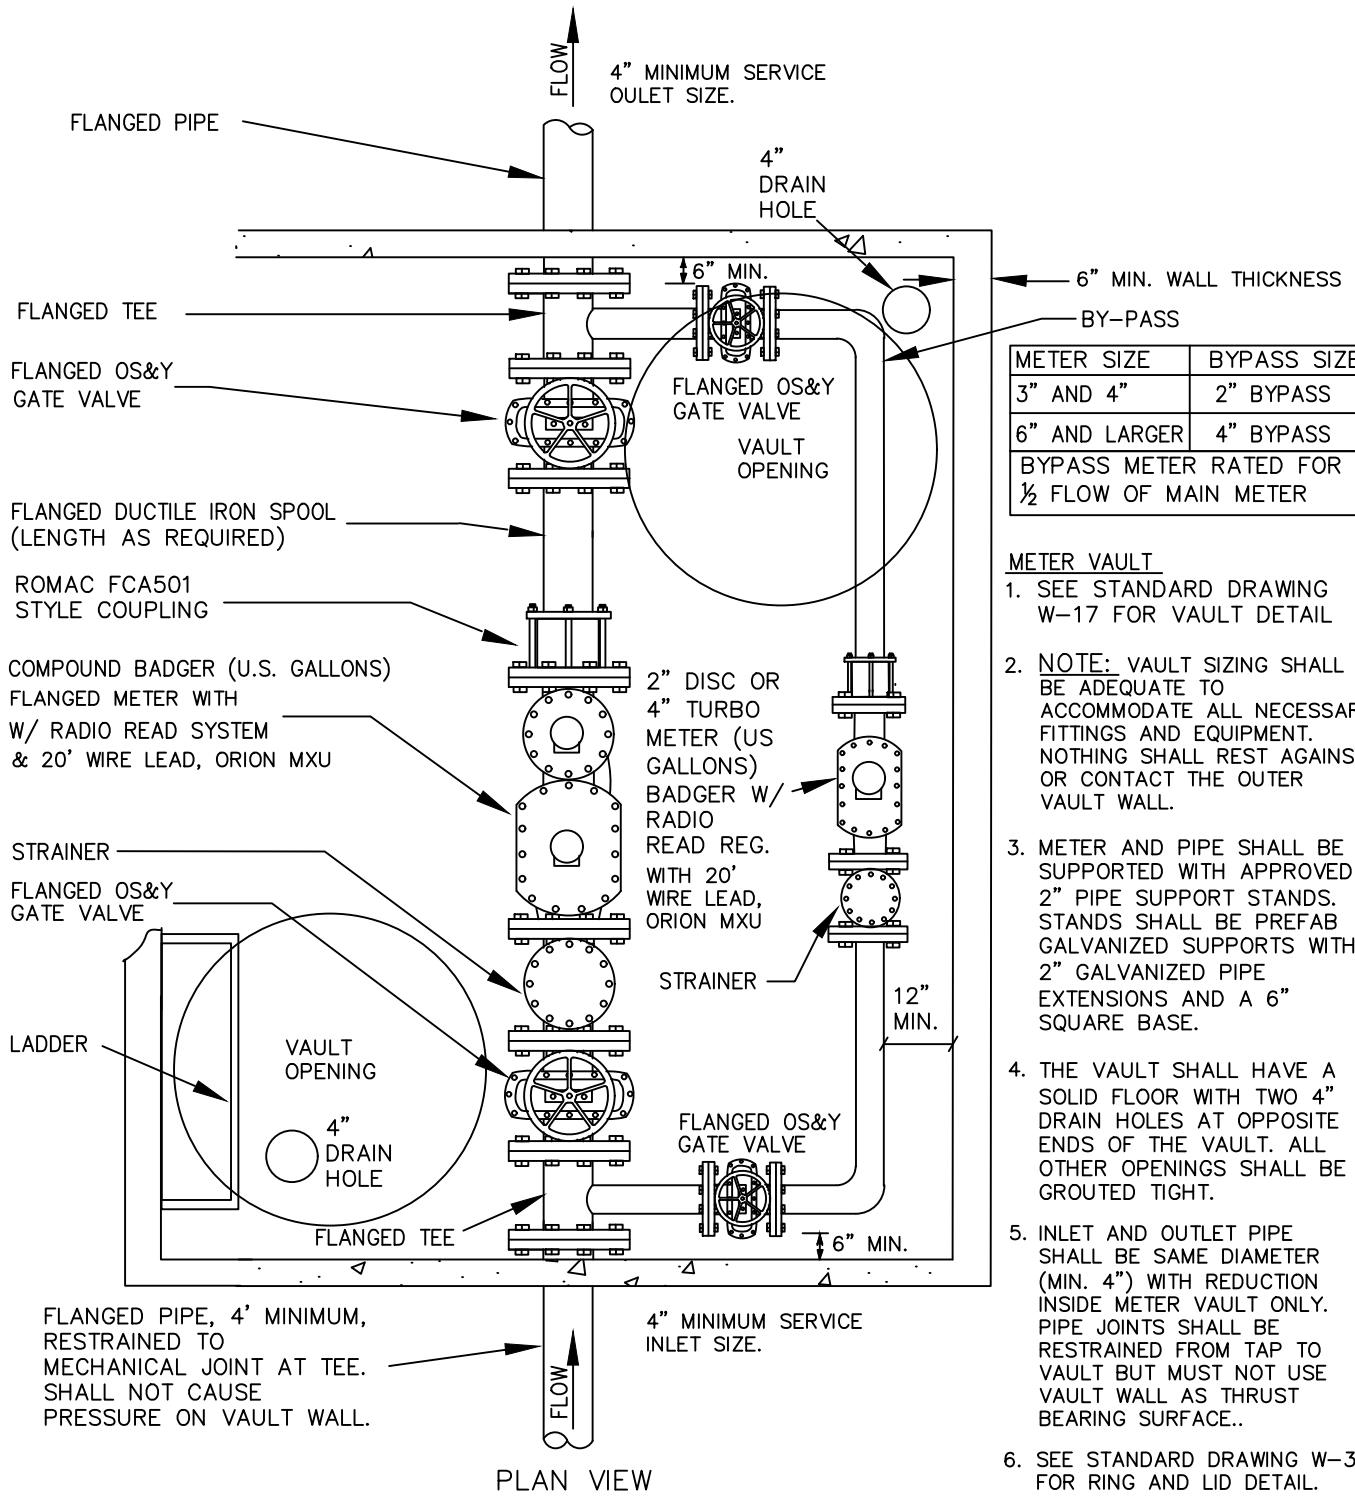 FLOW
4” MINIMUM SERVICE
OULET SIZE.
FLANGED PIPE
4”
DRAIN
HOLE
6” MIN.
6” MIN. WALL THICKNESS
FLANGED TEE
BY–PASS
FLANGED OS&Y
GATE VALVE
FLANGED OS&Y
GATE VALVE
VAULT
OPENING
METER SIZE BYPASS SIZE
3” AND 4” 2” BYPASS
6” AND LARGER 4” BYPASS
BYPASS METER RATED FOR
½ FLOW OF MAIN METER
FLANGED DUCTILE IRON SPOOL
(LENGTH AS REQUIRED)
ROMAC FCA501
STYLE COUPLING
COMPOUND BADGER (U.S. GALLONS)
FLANGED METER WITH
W/ RADIO READ SYSTEM
& 20’ WIRE LEAD, ORION MXU
2” DISC OR
4” TURBO
METER (US
GALLONS)
BADGER W/
RADIO
READ REG.
WITH 20’
WIRE LEAD,
ORION MXU
STRAINER
FLANGED OS&Y
GATE VALVE
STRAINER
12”
MIN.
LADDER
VAULT
OPENING
4”
DRAIN
HOLE
FLANGED OS&Y
GATE VALVE
FLANGED TEE
6” MIN.
FLANGED PIPE, 4’ MINIMUM,
RESTRAINED TO
MECHANICAL JOINT AT TEE.
SHALL NOT CAUSE
PRESSURE ON VAULT WALL.
4” MINIMUM SERVICE
INLET SIZE.
FLOW
PLAN VIEW
METER VAULT
1. SEE STANDARD DRAWING
W–17 FOR VAULT DETAIL
2. NOTE: VAULT SIZING SHALL
BE ADEQUATE TO
ACCOMMODATE ALL NECESSAR
FITTINGS AND EQUIPMENT.
NOTHING SHALL REST AGAINS
OR CONTACT THE OUTER
VAULT WALL.
3. METER AND PIPE SHALL BE
SUPPORTED WITH APPROVED
2” PIPE SUPPORT STANDS.
STANDS SHALL BE PREFAB
GALVANIZED SUPPORTS WITH
2” GALVANIZED PIPE
EXTENSIONS AND A 6”
SQUARE BASE.
4. THE VAULT SHALL HAVE A
SOLID FLOOR WITH TWO 4”
DRAIN HOLES AT OPPOSITE
ENDS OF THE VAULT. ALL
OTHER OPENINGS SHALL BE
GROUTED TIGHT.
5. INLET AND OUTLET PIPE
SHALL BE SAME DIAMETER
(MIN. 4”) WITH REDUCTION
INSIDE METER VAULT ONLY.
PIPE JOINTS SHALL BE
RESTRAINED FROM TAP TO
VAULT BUT MUST NOT USE
VAULT WALL AS THRUST
BEARING SURFACE..
6. SEE STANDARD DRAWING W–3
FOR RING AND LID DETAIL.